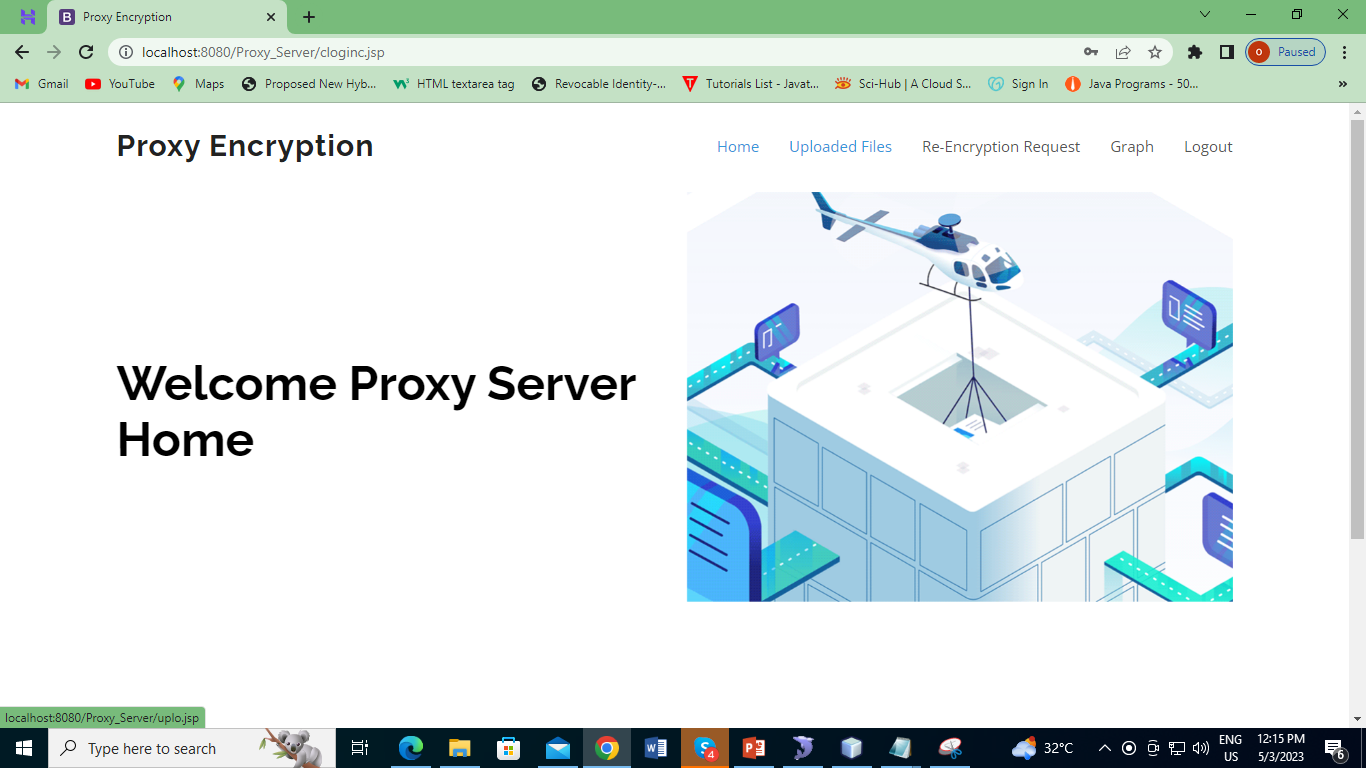 Proxy Encryption
localhost:8080/Proxy_Server/cloginc.jsp
O Paused
Gmail YouTube Maps Proposed New Hyb... HTML textarea tag Revocable Identity-... Tutorials List - Javat... Sci-Hub | A Cloud S... Sign In Java Programs - 50... »
Proxy Encryption
Home Uploaded Files Re-Encryption Request Graph Logout
Welcome Proxy Server
Home
localhost:8080/Proxy_Server/uplo.jsp
Type here to search
4
32°C
ENG
US
12:15 PM
5/3/2023
6